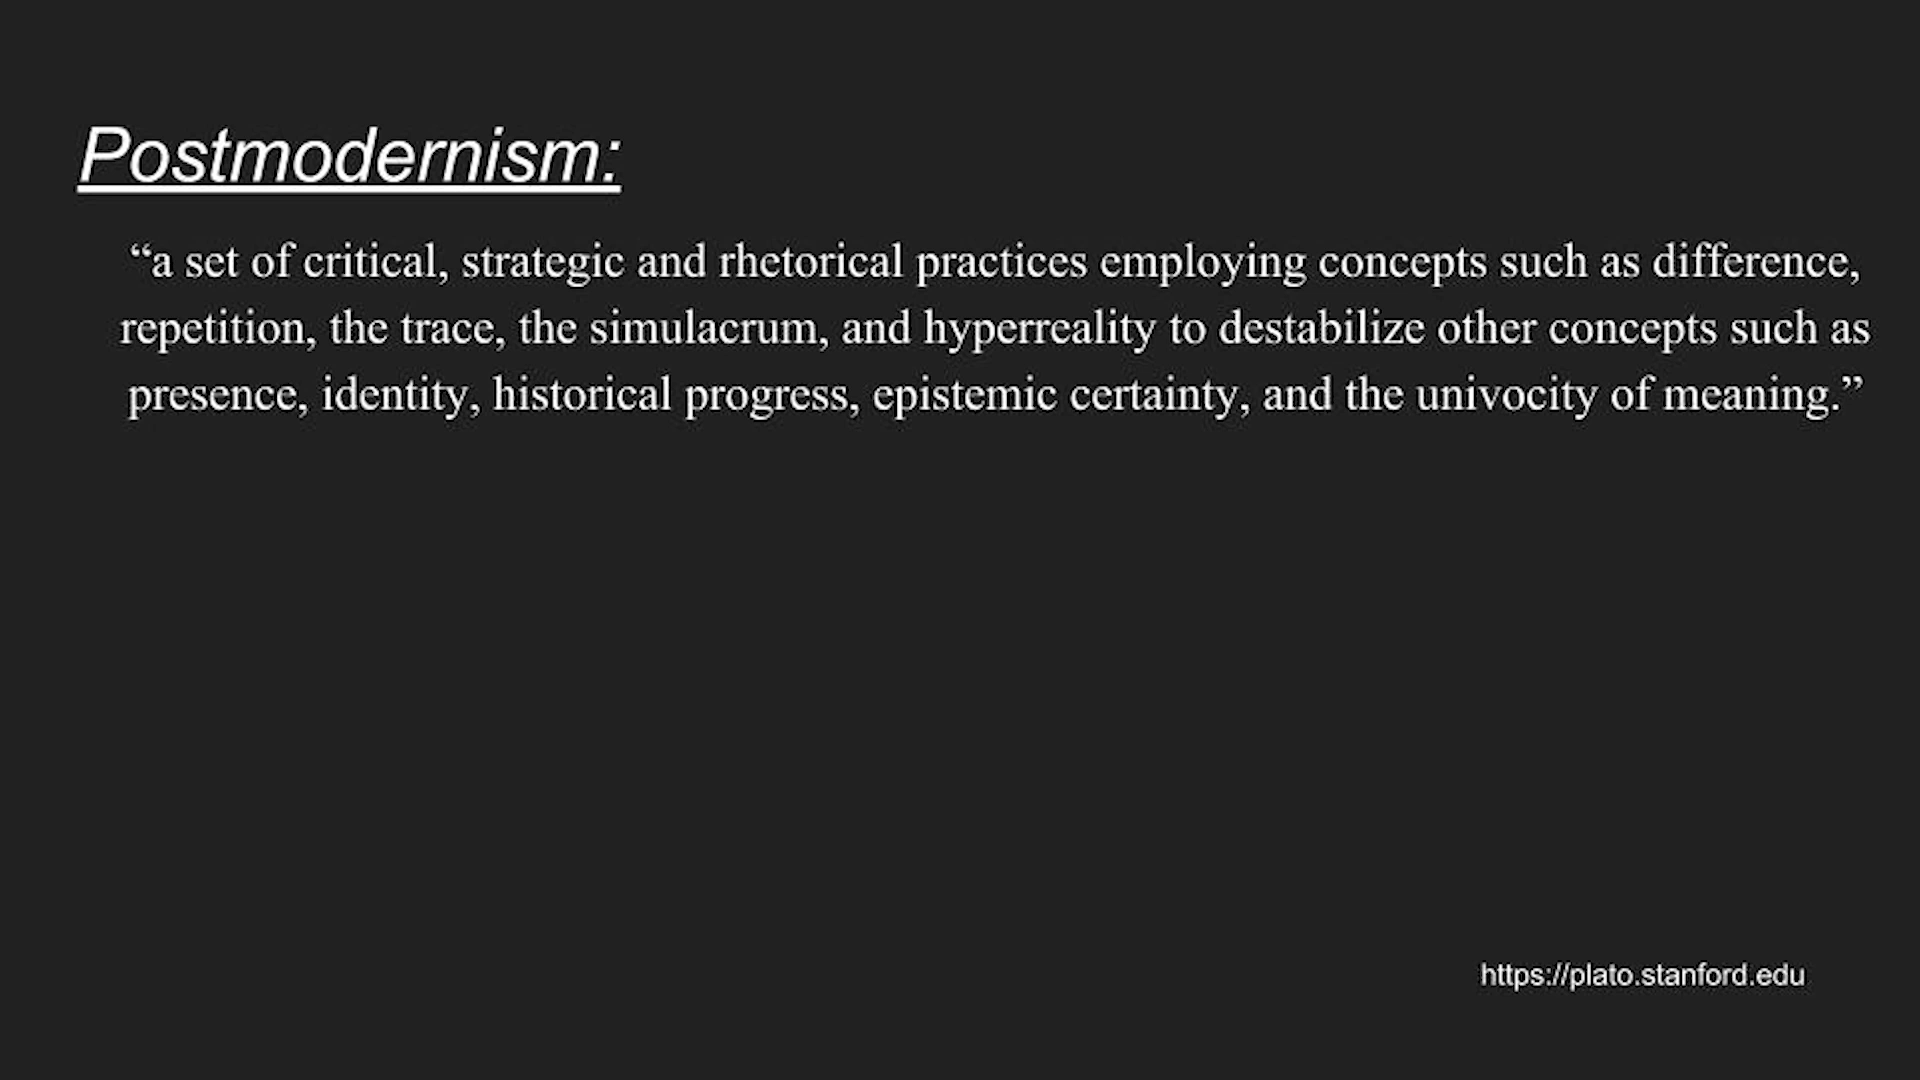 Postmodernism:
“a set of critical, strategic and rhetorical practices employing concepts such as difference,
repetition, the trace, the simulacrum, and hyperreality to destabilize other concepts such as
presence, identity, historical progress, epistemic certainty, and the univocity of meaning.”
https://plato.stanford.edu